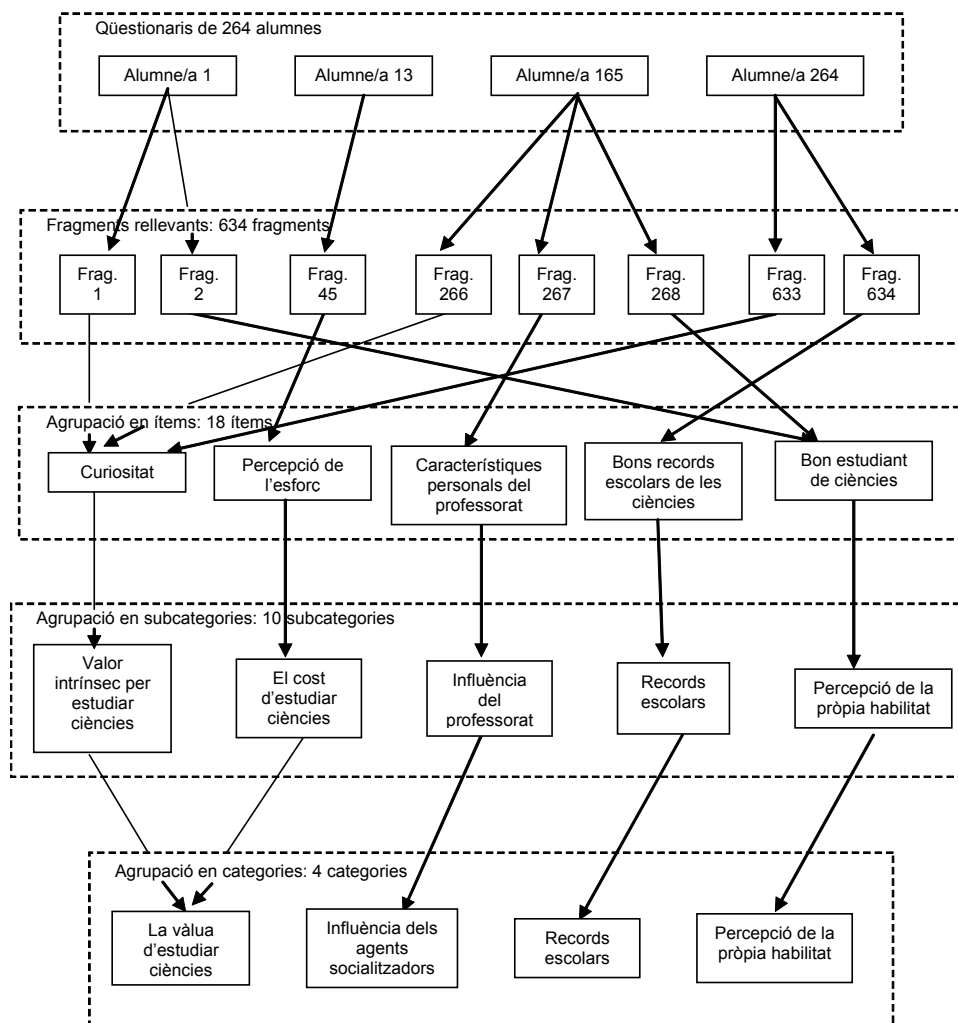 Qüestionaris de 264 alumnes
Alumne/a 1
Alumne/a 13
Alumne/a 165
Alumne/a 264
Fragments rellevants: 634 fragments
Frag.
1
Frag.
2
Frag.
45
Frag.
266
Frag.
267
Frag.
268
Frag.
633
Frag.
634
Agrupació en ítems: 18 ítems
Curiositat
Percepció de
l'esforç
Característiques
personals del
professorat
Bons records
escolars de les
ciències
Bon estudiant
de ciències
Agrupació en subcategories: 10 subcategories
Valor
intrínsec per
estudiar
ciències
El cost
d'estudiar
ciències
Influència
del
professorat
Records
escolars
Percepció de la
pròpia habilitat
Agrupació en categories: 4 categories
La vàlua
d'estudiar
ciències
Influència dels
agents
socialitzadors
Records
escolars
Percepció de la
pròpia habilitat